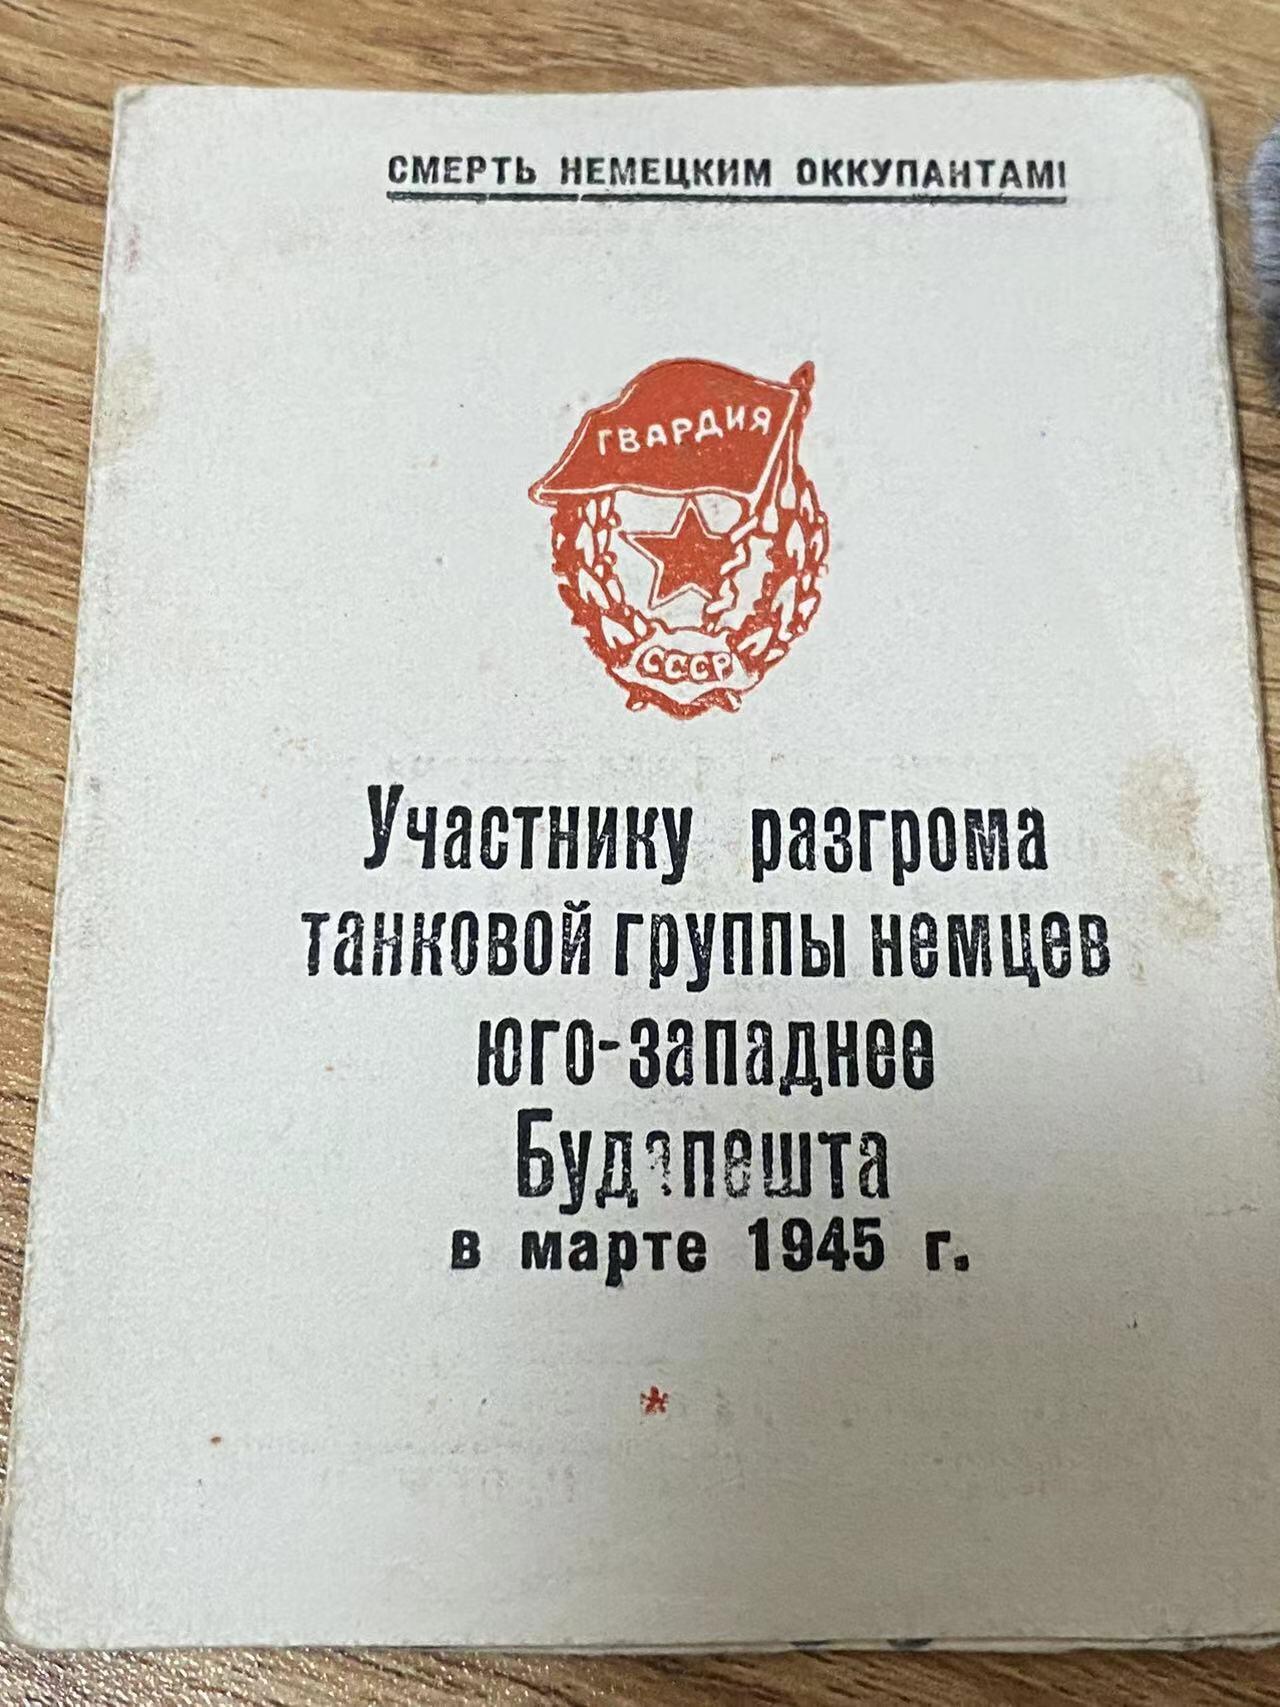 СМЕРТЬ НЕМЕЦКИМ ОККУПАНТАМ!
ГВАРДИЯ
СССР
Участнику разгрома
танковой группы немцев
юго-западнее
Будапешта
в марте 1945 г.
*